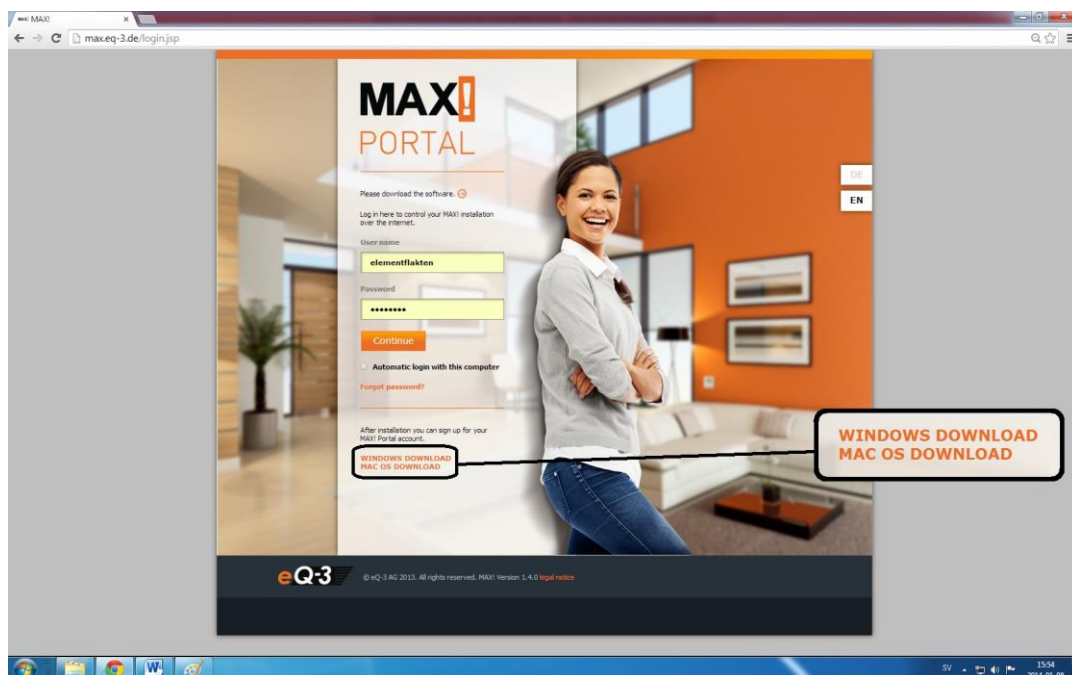 MAX!
max.eq-3.de/login.jsp
MAX!
PORTAL
Please download the software.
Log in here to control your MAX! installation
over the internet.
User name
elementflakten
Password
Continue
Automatic login with this computer
Forgot password?
After installation you can sign up for your
MAX! Portal account.
WINDOWS DOWNLOAD
MAC OS DOWNLOAD
DE
EN
WINDOWS DOWNLOAD
MAC OS DOWNLOAD
eQ-3
© eQ-3 AG 2013. All rights reserved. MAX! Version 1.4.0 legal notice
SV
15:54